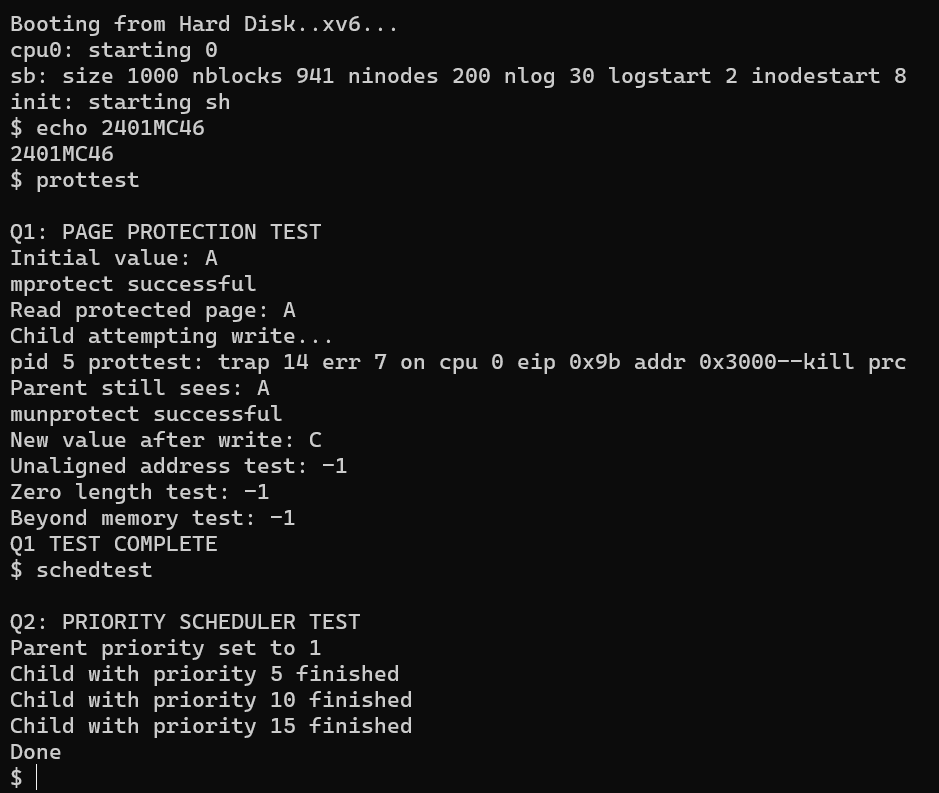 Booting from Hard Disk..xv6...
cpu0: starting 0
sb: size 1000 nblocks 941 ninodes 200 nlog 30 logstart 2 inodestart 8
init: starting sh
$ echo 2401MC46
2401MC46
$ prottest
Q1: PAGE PROTECTION TEST
Initial value: A
mprotect successful
Read protected page: A
Child attempting write...
pid 5 prottest: trap 14 err 7 on cpu 0 eip 0x9b addr 0x3000--kill prc
Parent still sees: A
munprotect successful
New value after write: C
Unaligned address test: -1
Zero length test: -1
Beyond memory test: -1
Q1 TEST COMPLETE
$ schedtest
Q2: PRIORITY SCHEDULER TEST
Parent priority set to 1
Child with priority 5 finished
Child with priority 10 finished
Child with priority 15 finished
Done
$